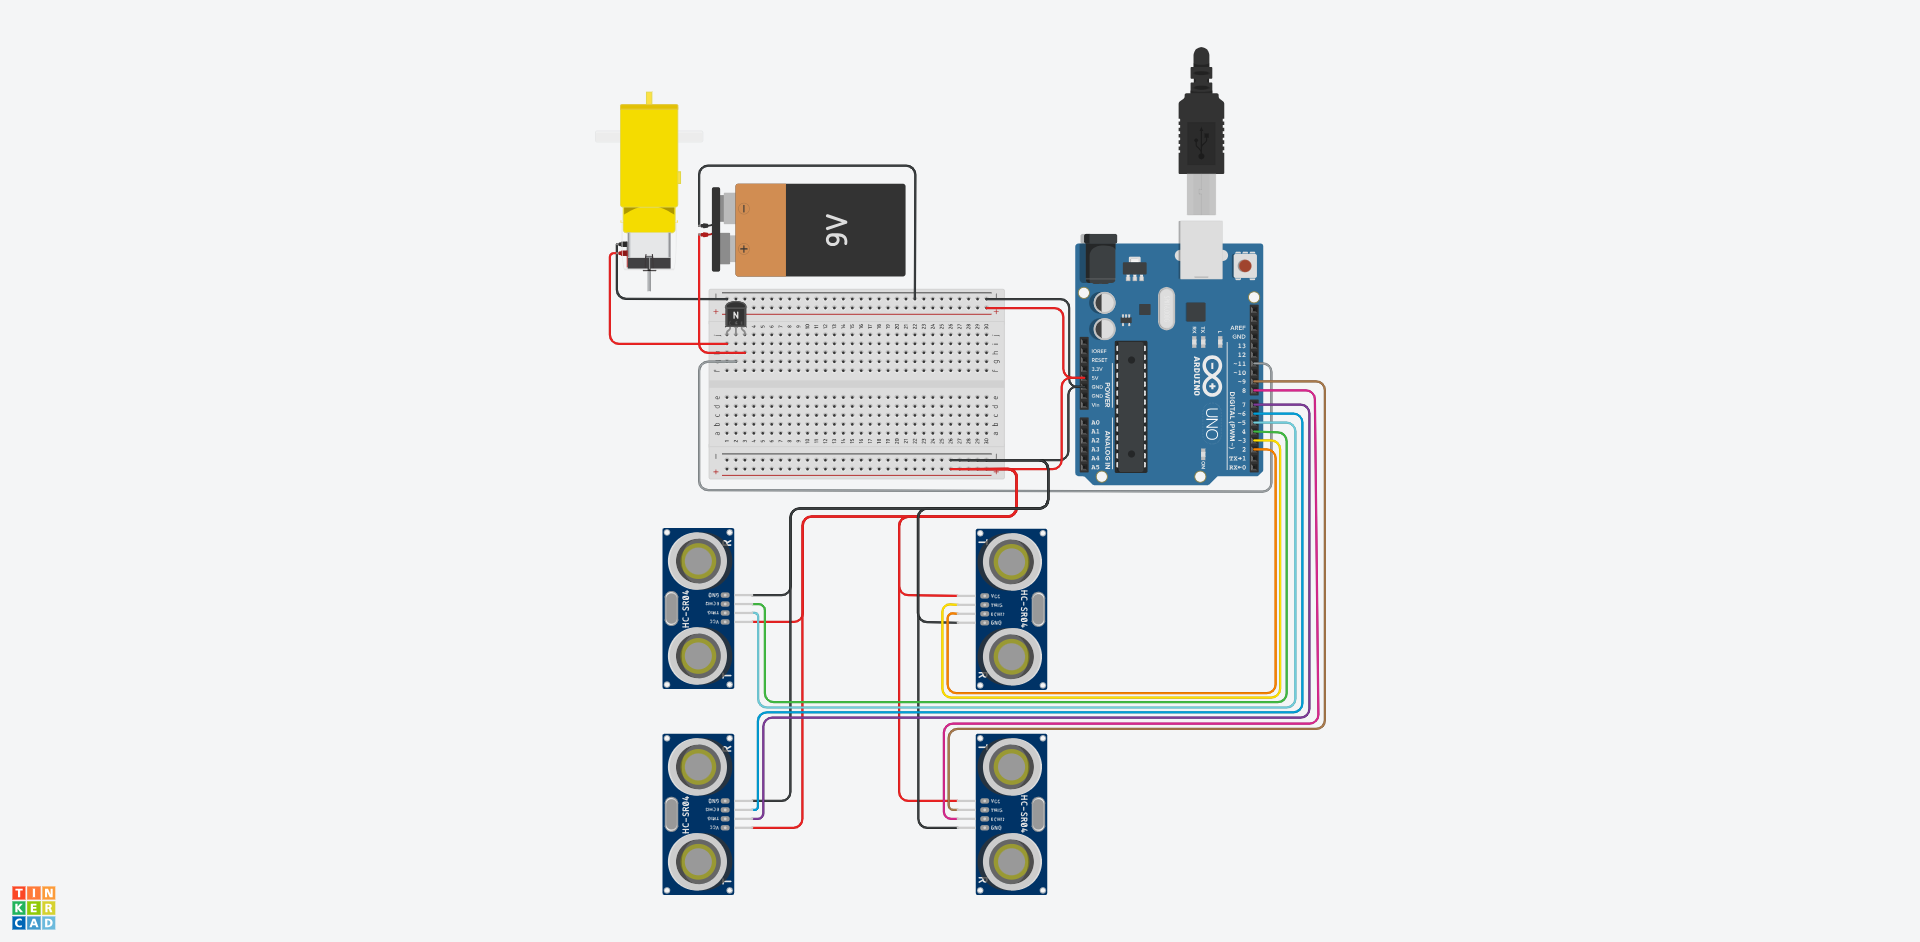 9V
N
IOREF
RESET
3.3V
5V
GND
GND
Vin
POWER
A0
A1
A2
A3
A4
A5
ANALOG IN
AREF
GND
13
12
~11
~10
~9
8
7
~6
~5
4
~3
2
TX→1
RX←0
DIGITAL (PWM~)
RX
TX
L
ARDUINO
UNO
ON
HC-SR04
GND
ECHO
TRIG
VCC
R
T
HC-SR04
VCC
TRIG
ECHO
GND
T
R
HC-SR04
GND
ECHO
TRIG
VCC
R
T
HC-SR04
VCC
TRIG
ECHO
GND
T
R
TIN
KER
CAD